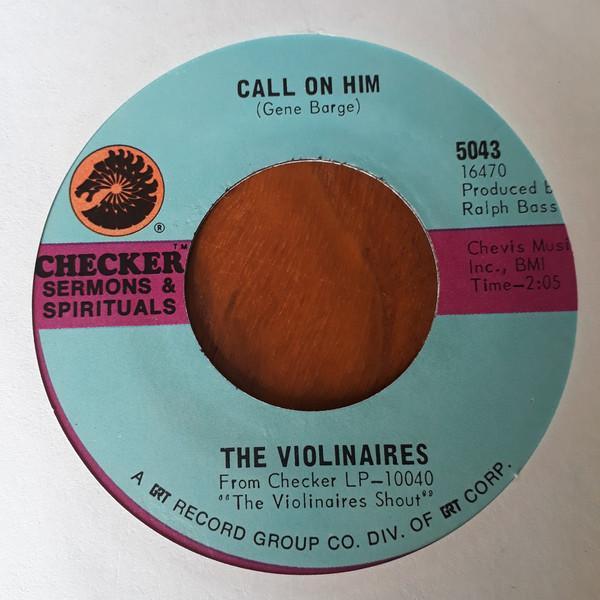 CALL ON HIM
(Gene Barge)
5043
16470
Produced b
Ralph Bass
®
TM
CHECKER
SERMONS &
SPIRITUALS
Chevis Musi
Inc., BMI
Time—2:05
THE VIOLINAIRES
From Checker LP—10040
"The Violinaires Shout"
A GRT RECORD GROUP CO. DIV. OF GRT CORP.